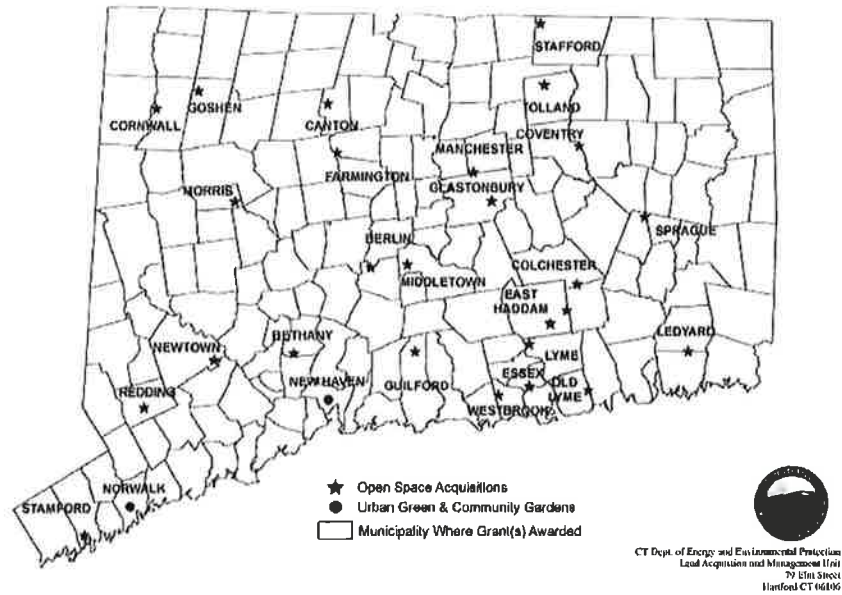 STAFFORD
GOSHEN
TOLLAND
CORNWALL
CANTON
COVENTRY
MANCHESTER
FARMINGTON
GLASTONBURY
MORRIS
SPRAGUE
BERLIN
COLCHESTER
MIDDLETOWN
EAST
HADDAM
BETHANY
LEDYARD
NEWTOWN
LYME
ESSEX
NEW HAVEN
GUILFORD
OLD
LYME
REDDING
WESTBROOK
NORWALK
STAMFORD
Open Space Acquisitions
Urban Green & Community Gardens
Municipality Where Grant(s) Awarded
CT Dept. of Energy and Environmental Protection
Land Acquisition and Management Unit
79 Elm Street
Hartford CT 06106